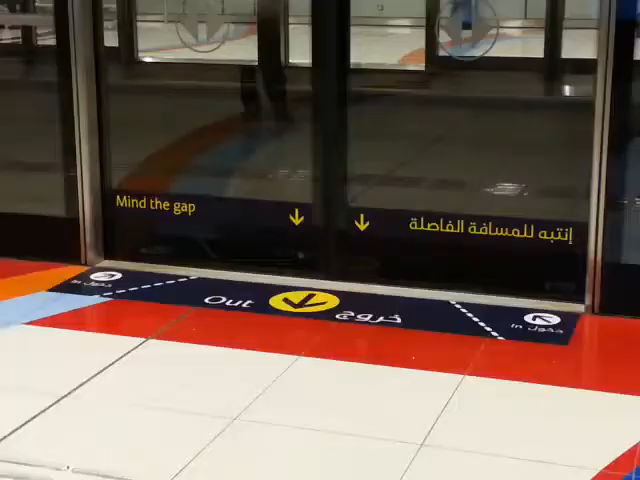 Mind the gap
إنتبه للمسافة الفاصلة
دخول In
Out خروج
In دخول